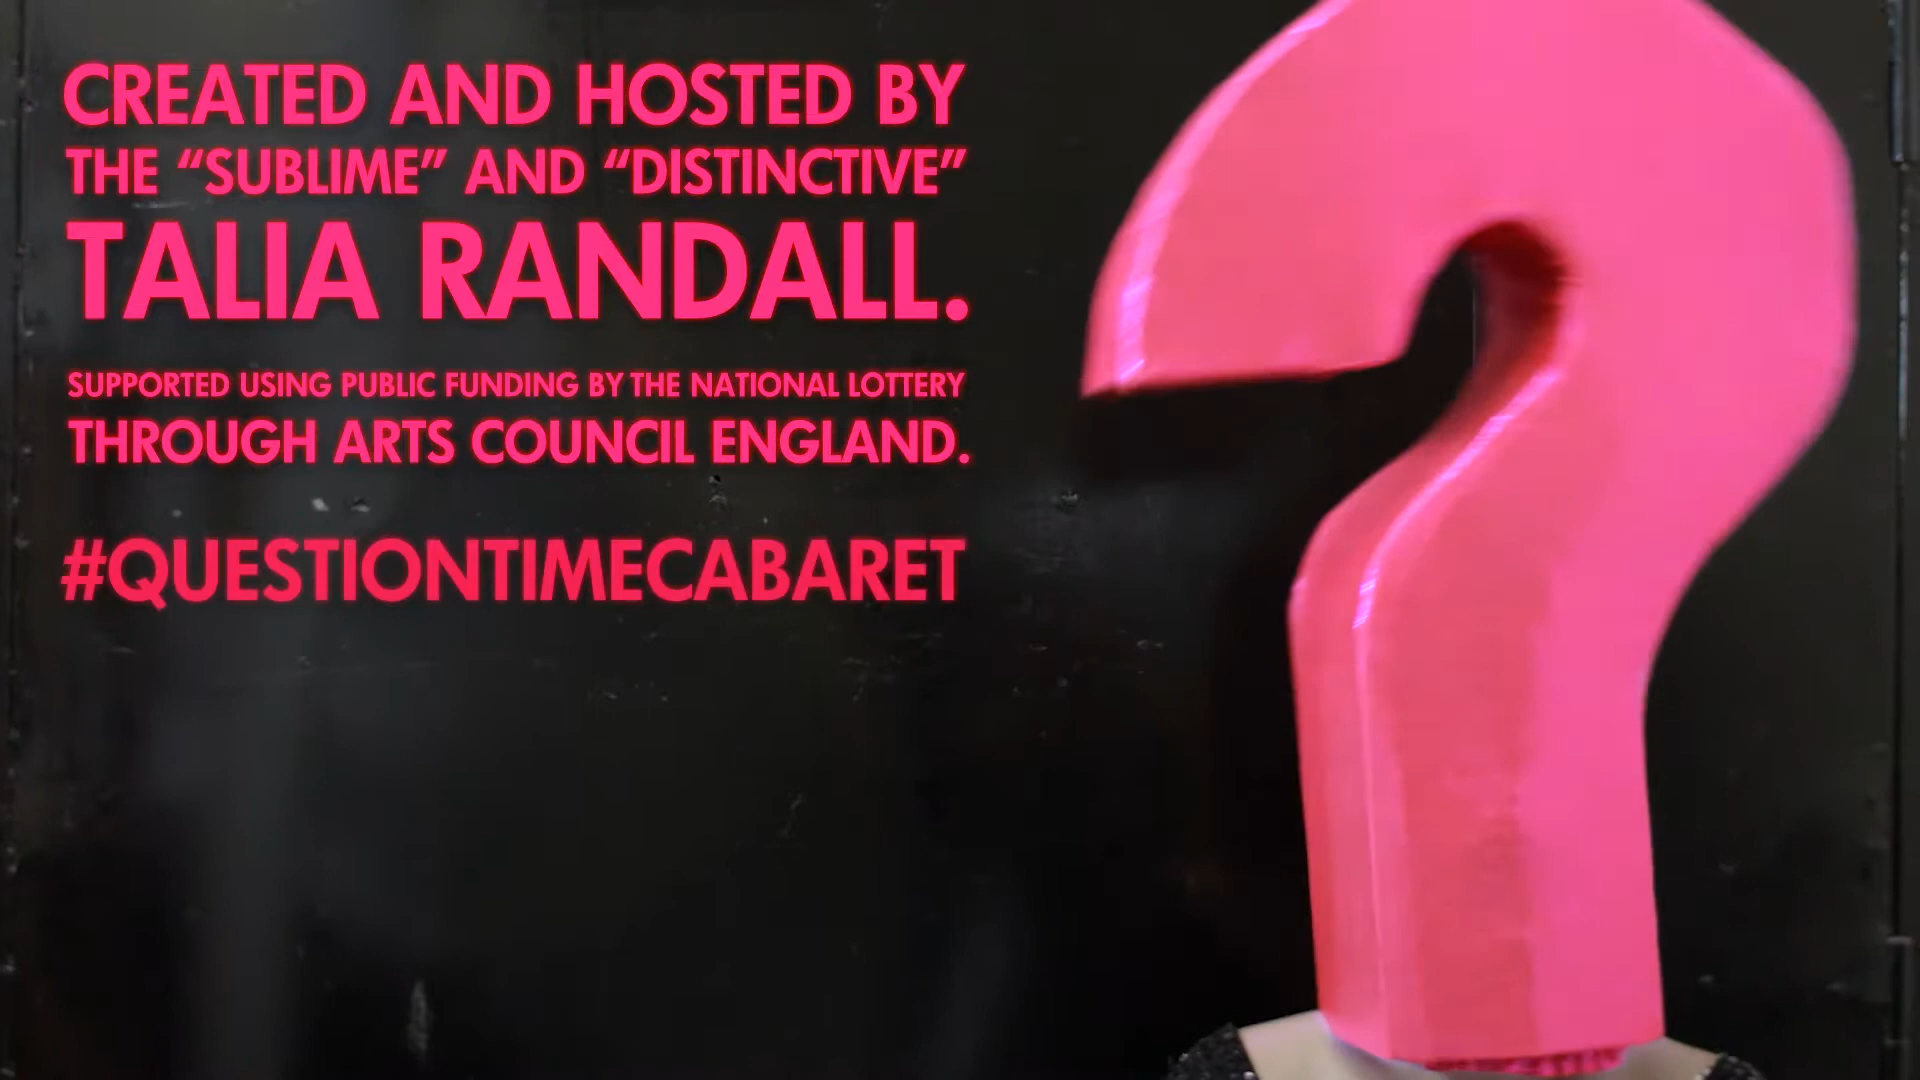 CREATED AND HOSTED BY
THE “SUBLIME” AND “DISTINCTIVE”
TALIA RANDALL.
SUPPORTED USING PUBLIC FUNDING BY THE NATIONAL LOTTERY
THROUGH ARTS COUNCIL ENGLAND.
#QUESTIONTIMECABARET